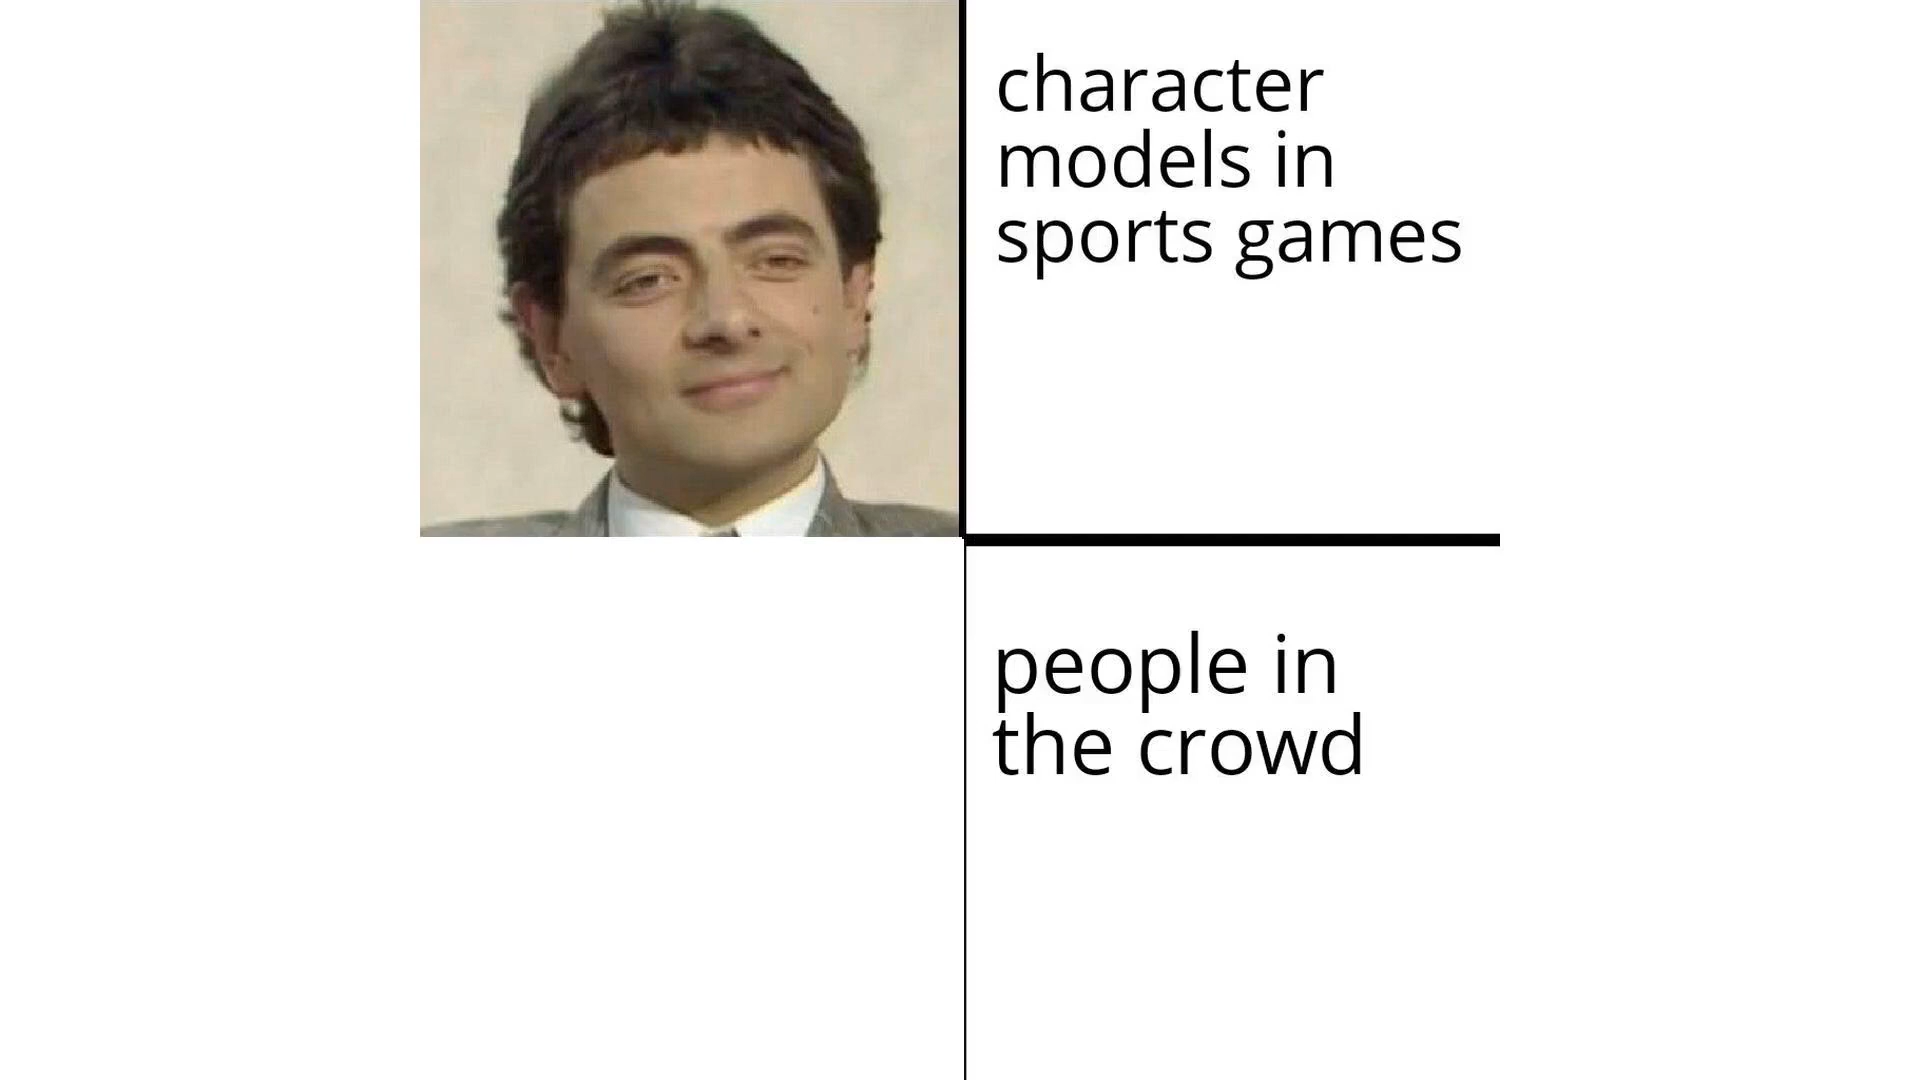 character
models in
sports games
people in
the crowd